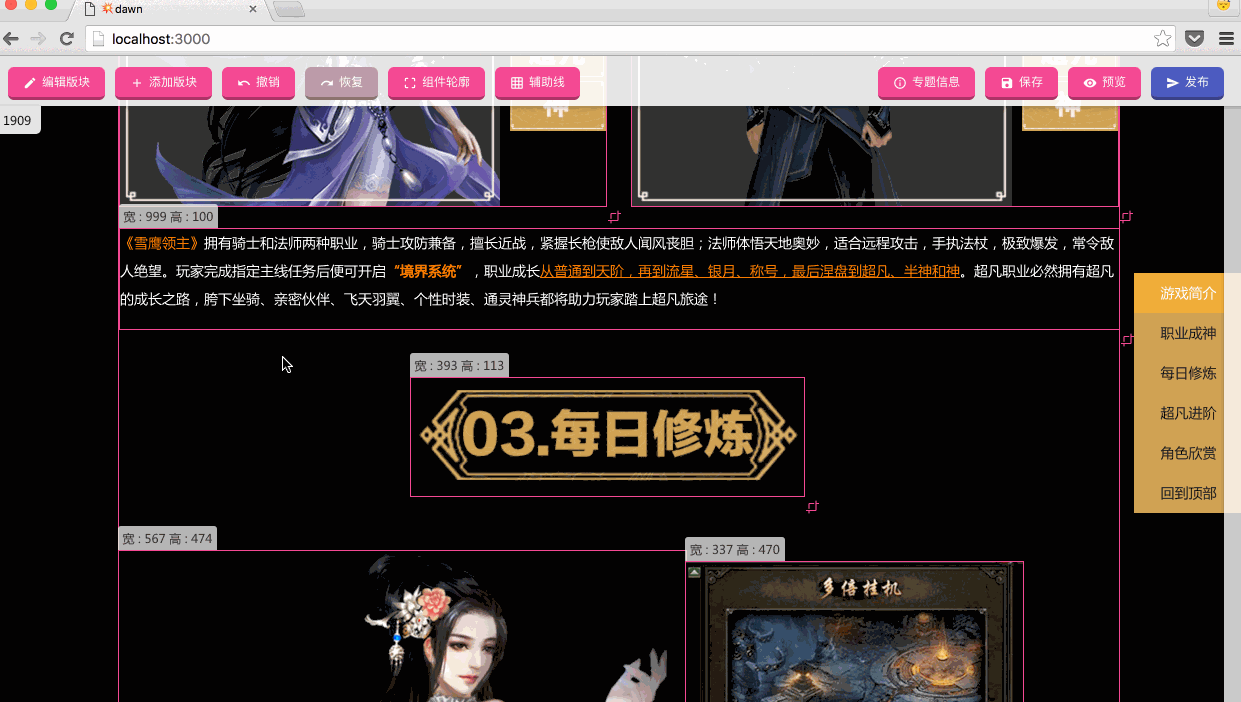 dawn
localhost:3000
编辑版块
添加版块
撤销
恢复
组件轮廓
辅助线
专题信息
保存
预览
发布
1909
宽 : 999 高 : 100
《雪鹰领主》拥有骑士和法师两种职业，骑士攻防兼备，擅长近战，紧握长枪使敌人闻风丧胆；法师体悟天地奥妙，适合远程攻击，手执法杖，极致爆发，常令敌
人绝望。玩家完成指定主线任务后便可开启“境界系统”，职业成长从普通到天阶，再到流星、银月、称号，最后涅盘到超凡、半神和神。超凡职业必然拥有超凡
的成长之路，胯下坐骑、亲密伙伴、飞天羽翼、个性时装、通灵神兵都将助力玩家踏上超凡旅途！
游戏简介
职业成神
每日修炼
超凡进阶
角色欣赏
回到顶部
宽 : 393 高 : 113
03.每日修炼
宽 : 567 高 : 474
宽 : 337 高 : 470
多倍挂机